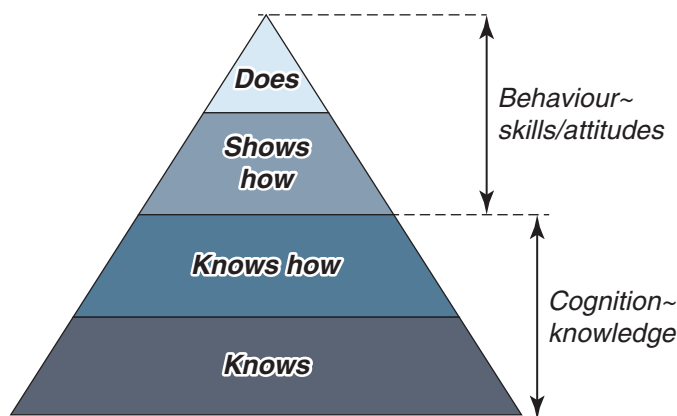 Does
Shows
how
Knows how
Knows
Behaviour~
skills/attitudes
Cognition~
knowledge